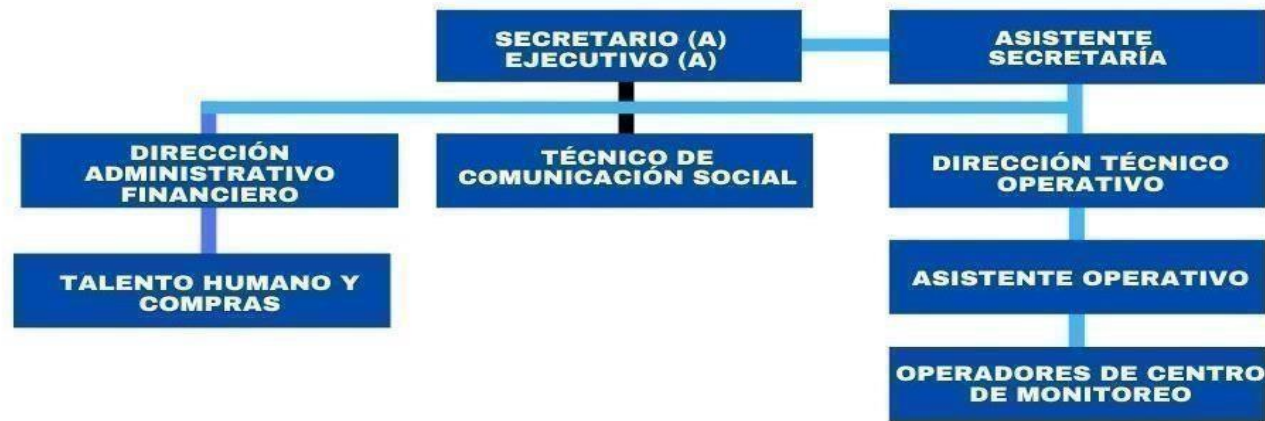 SECRETARIO (A)
EJECUTIVO (A)
ASISTENTE
SECRETARÍA
DIRECCIÓN
ADMINISTRATIVO
FINANCIERO
TÉCNICO DE
COMUNICACIÓN SOCIAL
DIRECCIÓN TÉCNICO
OPERATIVO
TALENTO HUMANO Y
COMPRAS
ASISTENTE OPERATIVO
OPERADORES DE CENTRO
DE MONITOREO